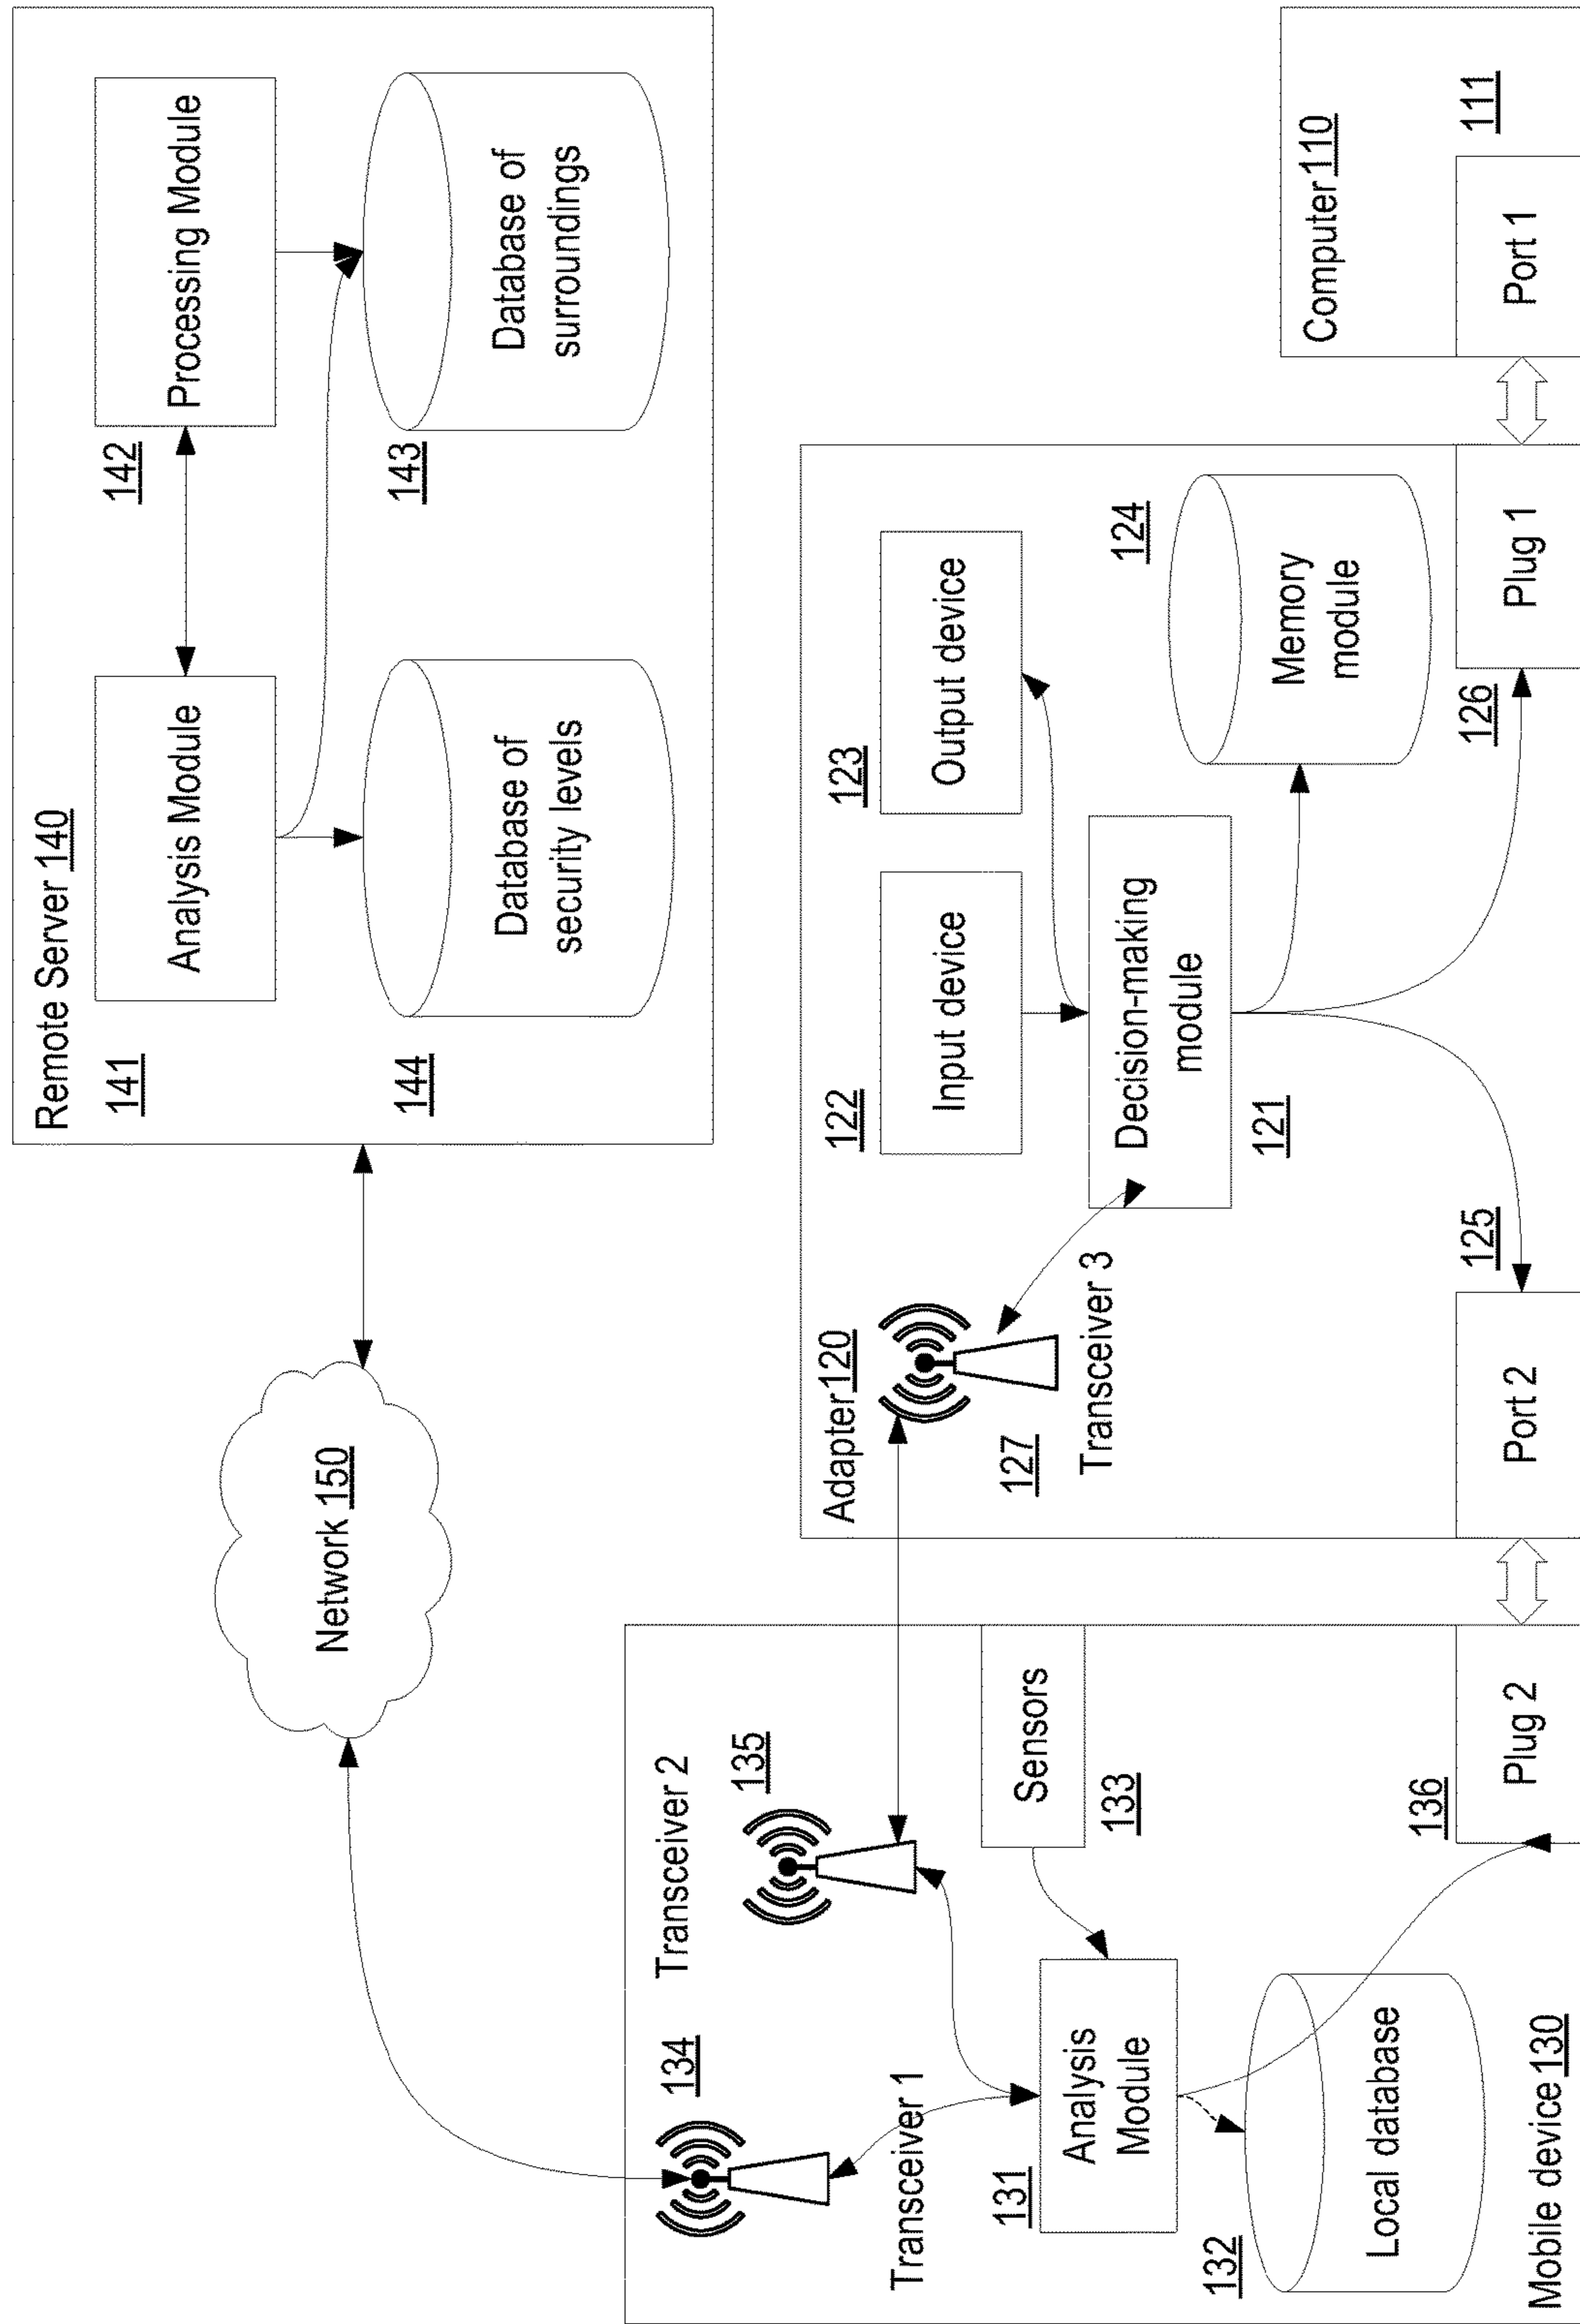 Remote Server 140
141
Analysis Module
142
Processing Module
144
Database of
security levels
143
Database of
surroundings
Network 150
Transceiver 2
134
135
Transceiver 1
Sensors
133
131
Analysis
Module
132
Local database
136
Plug 2
Mobile device 130
Adapter 120
127
Transceiver 3
122
Input device
123
Output device
Decision-making
module
121
124
Memory
module
125
Port 2
126
Plug 1
Computer 110
111
Port 1